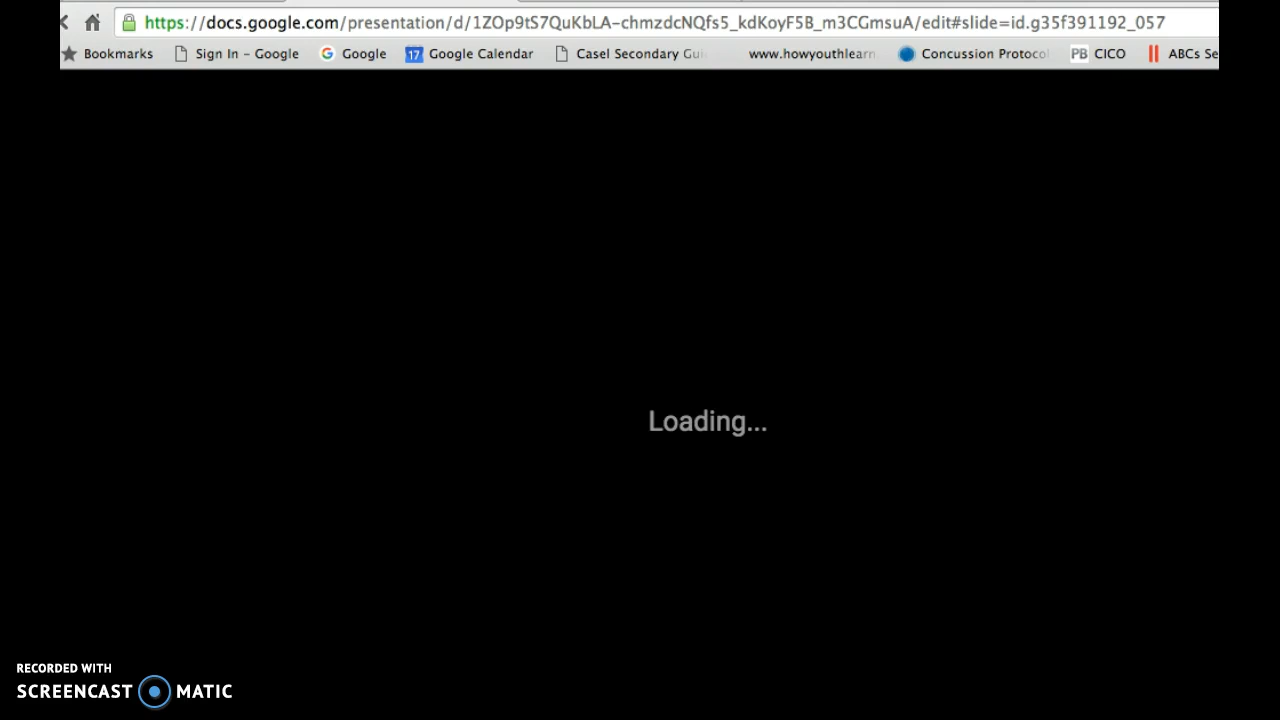 https://docs.google.com/presentation/d/1ZOp9tS7QuKbLA-chmzdcNQfs5_kdKoyF5B_m3CGmsuA/edit#slide=id.g35f391192_057
Bookmarks Sign In - Google Google 17 Google Calendar Casel Secondary Gui www.howyouthlearn Concussion Protocol PB CICO ABCs Se
Loading...
RECORDED WITH
SCREENCAST MATIC